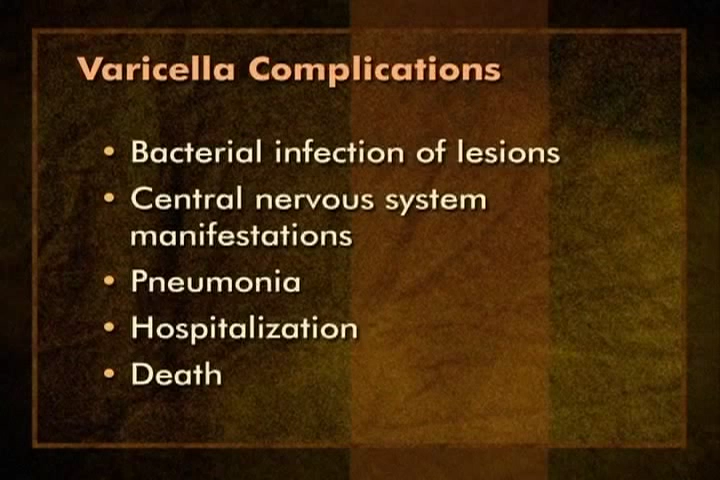 Varicella Complications
• Bacterial infection of lesions
• Central nervous system
manifestations
• Pneumonia
• Hospitalization
• Death